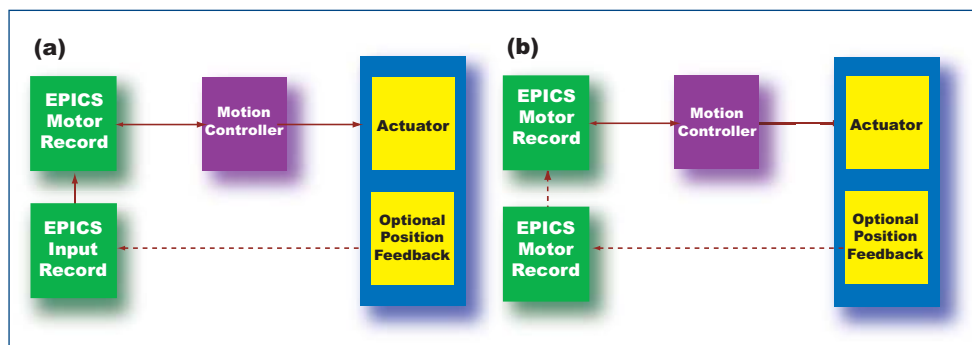 (a)
EPICS
Motor
Record
Motion
Controller
Actuator
EPICS
Input
Record
Optional
Position
Feedback
(b)
EPICS
Motor
Record
Motion
Controller
Actuator
EPICS
Motor
Record
Optional
Position
Feedback